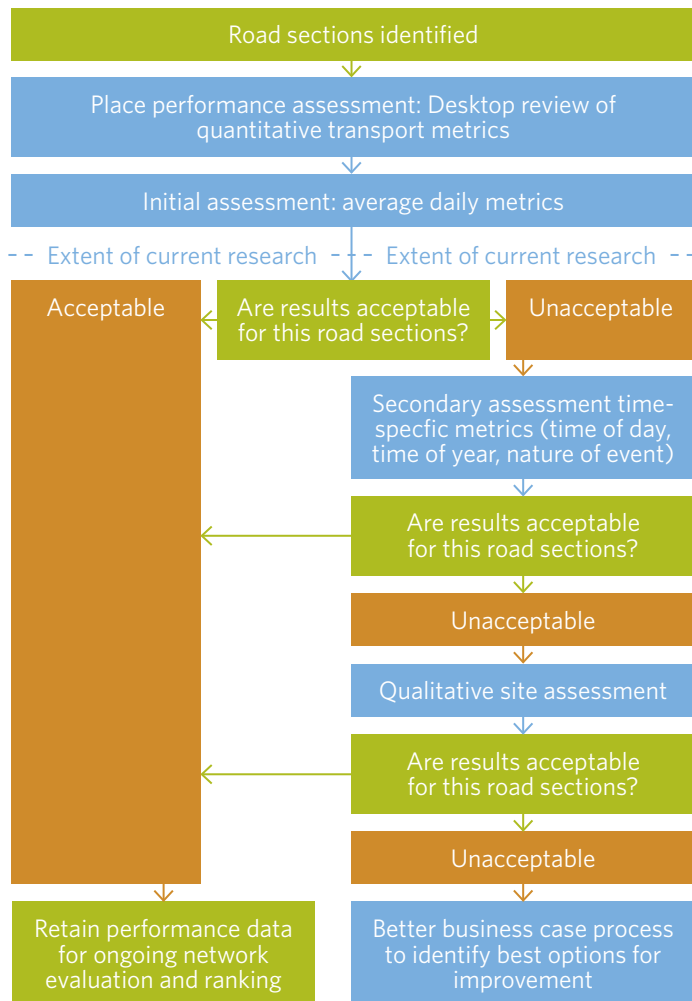 Road sections identified
Place performance assessment: Desktop review of
quantitative transport metrics
Initial assessment: average daily metrics
Extent of current research
Extent of current research
Acceptable
Are results acceptable
for this road sections?
Unacceptable
Secondary assessment time-
specfic metrics (time of day,
time of year, nature of event)
Are results acceptable
for this road sections?
Unacceptable
Qualitative site assessment
Are results acceptable
for this road sections?
Unacceptable
Retain performance data
for ongoing network
evaluation and ranking
Better business case process
to identify best options for
improvement